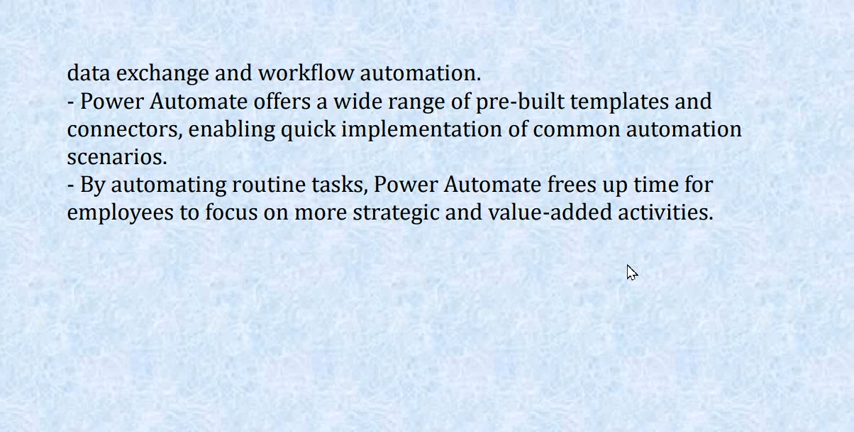 data exchange and workflow automation.
- Power Automate offers a wide range of pre-built templates and
connectors, enabling quick implementation of common automation
scenarios.
- By automating routine tasks, Power Automate frees up time for
employees to focus on more strategic and value-added activities.